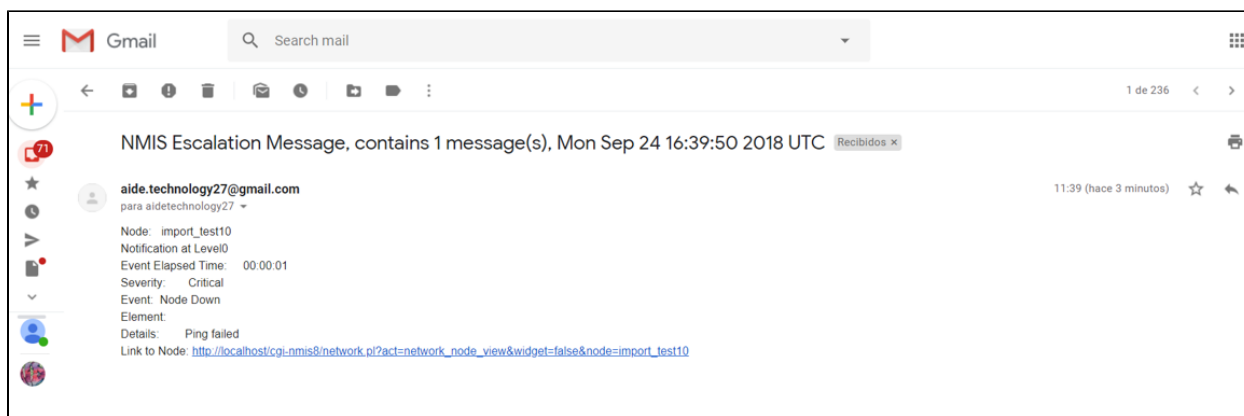 Gmail
Search mail
1 de 236
71
NMIS Escalation Message, contains 1 message(s), Mon Sep 24 16:39:50 2018 UTC Recibidos ×
aide.technology27@gmail.com 11:39 (hace 3 minutos)
para aidetechnology27
Node: import_test10
Notification at Level0
Event Elapsed Time: 00:00:01
Severity: Critical
Event: Node Down
Element:
Details: Ping failed
Link to Node: http://localhost/cgi-nmis8/network.pl?act=network_node_view&widget=false&node=import_test10